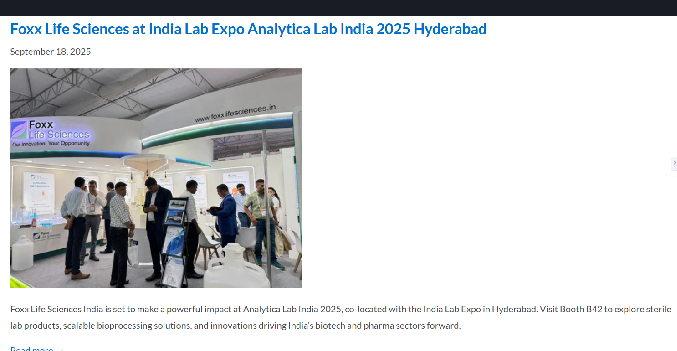 Foxx Life Sciences at India Lab Expo Analytica Lab India 2025 Hyderabad
September 18, 2025
www.foxxlifesciences.in
Foxx
Life Sciences
Our Innovation. Your Opportunity.
Foxx Life Sciences India is set to make a powerful impact at Analytica Lab India 2025, co-located with the India Lab Expo in Hyderabad. Visit Booth B42 to explore sterile
lab products, scalable bioprocessing solutions, and innovations driving India's biotech and pharma sectors forward.
Read more